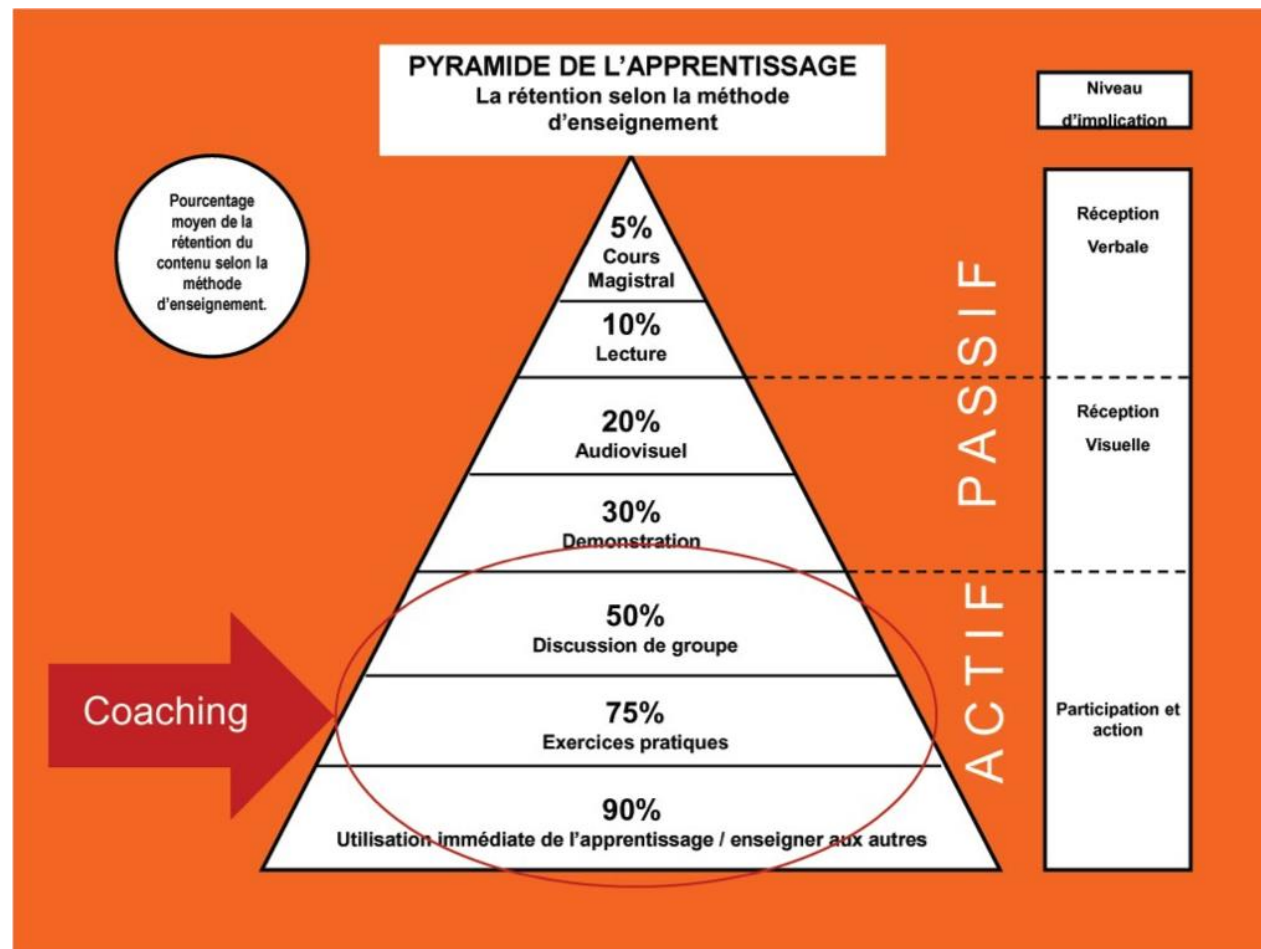 PYRAMIDE DE L'APPRENTISSAGE
La rétention selon la méthode
d'enseignement
Niveau
d'implication
Pourcentage
moyen de la
rétention du
contenu selon la
méthode
d'enseignement.
5%
Cours
Magistral
10%
Lecture
20%
Audiovisuel
30%
Demonstration
50%
Discussion de groupe
75%
Exercices pratiques
90%
Utilisation immédiate de l'apprentissage / enseigner aux autres
Coaching
PASSIF
ACTIF
Réception
Verbale
Réception
Visuelle
Participation et
action